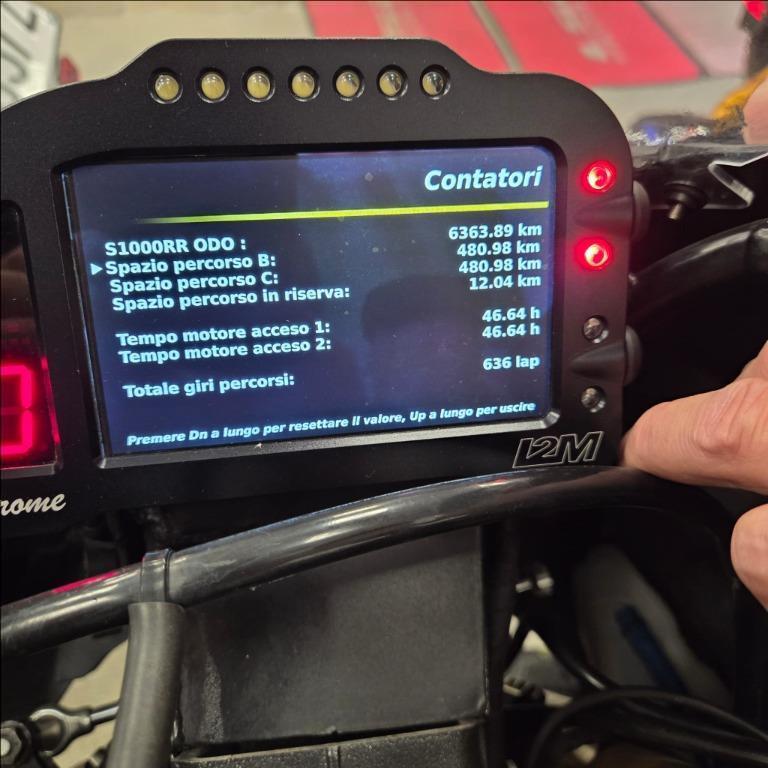 Contatori
S1000RR ODO : 6363.89 km
▶Spazio percorso B: 480.98 km
Spazio percorso C: 480.98 km
Spazio percorso in riserva: 12.04 km
Tempo motore acceso 1: 46.64 h
Tempo motore acceso 2: 46.64 h
Totale giri percorsi: 636 lap
Premere Dn a lungo per resettare il valore, Up a lungo per uscire
I2M